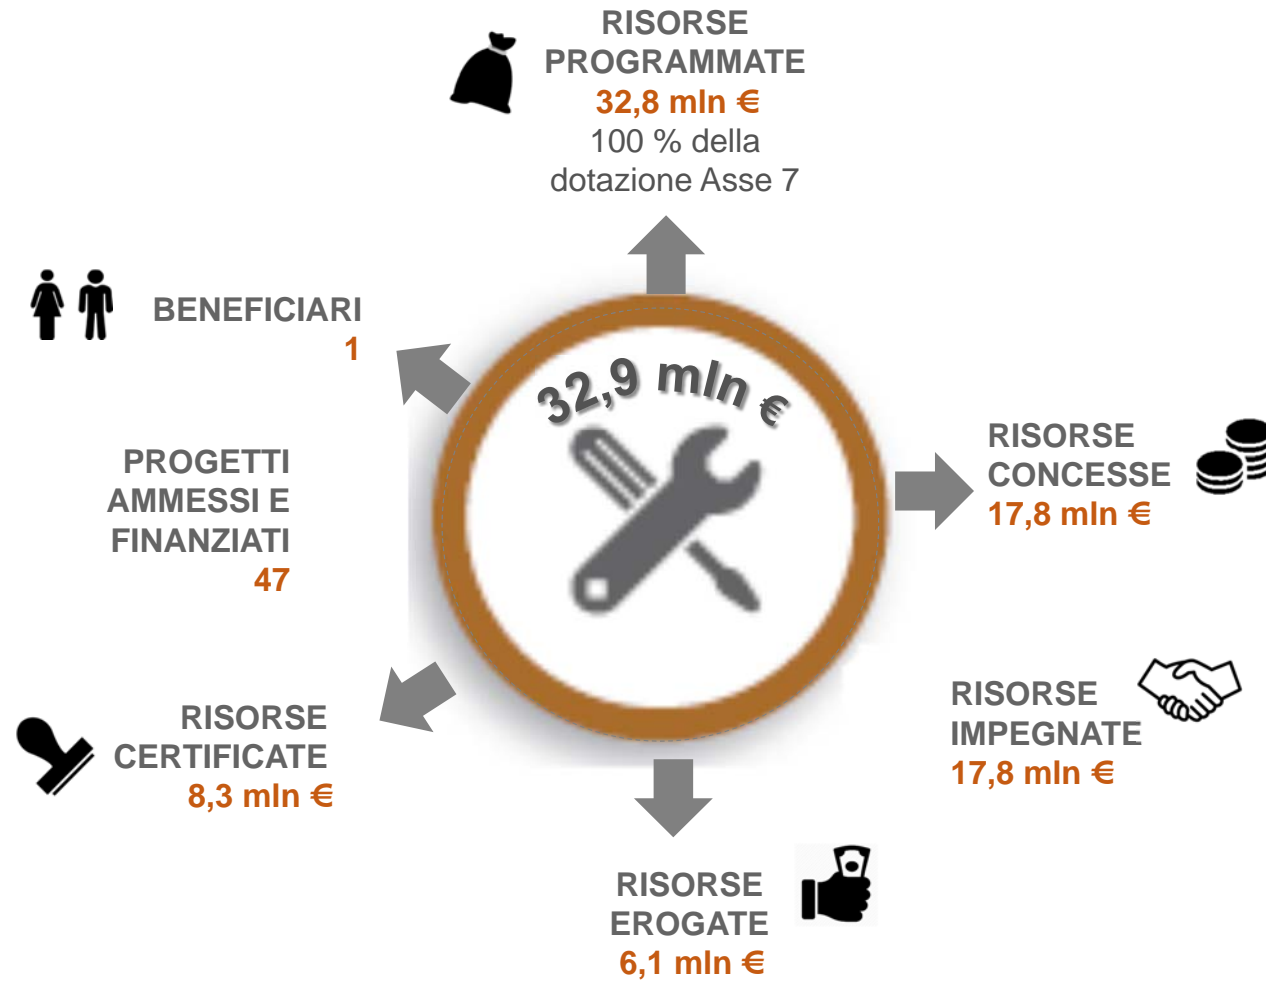 RISORSE
PROGRAMMATE
32,8 mln €
100 % della
dotazione Asse 7
BENEFICIARI
1
32,9 mln €
PROGETTI
AMMESSI E
FINANZIATI
47
RISORSE
CONCESSE
17,8 mln €
RISORSE
CERTIFICATE
8,3 mln €
RISORSE
IMPEGNATE
17,8 mln €
RISORSE
EROGATE
6,1 mln €